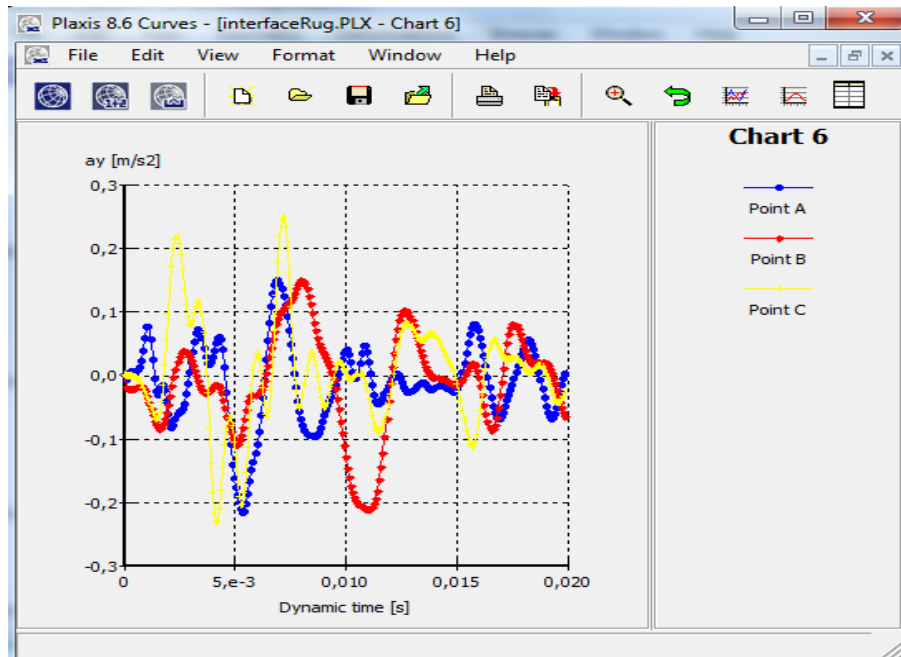 Plaxis 8.6 Curves - [interfaceRug.PLX - Chart 6]
File Edit View Format Window Help
Chart 6
ay [m/s2]
0,3
0,2
0,1
0,0
-0,1
-0,2
-0,3
0 5,e-3 0,010 0,015 0,020
Dynamic time [s]
Point A
Point B
Point C